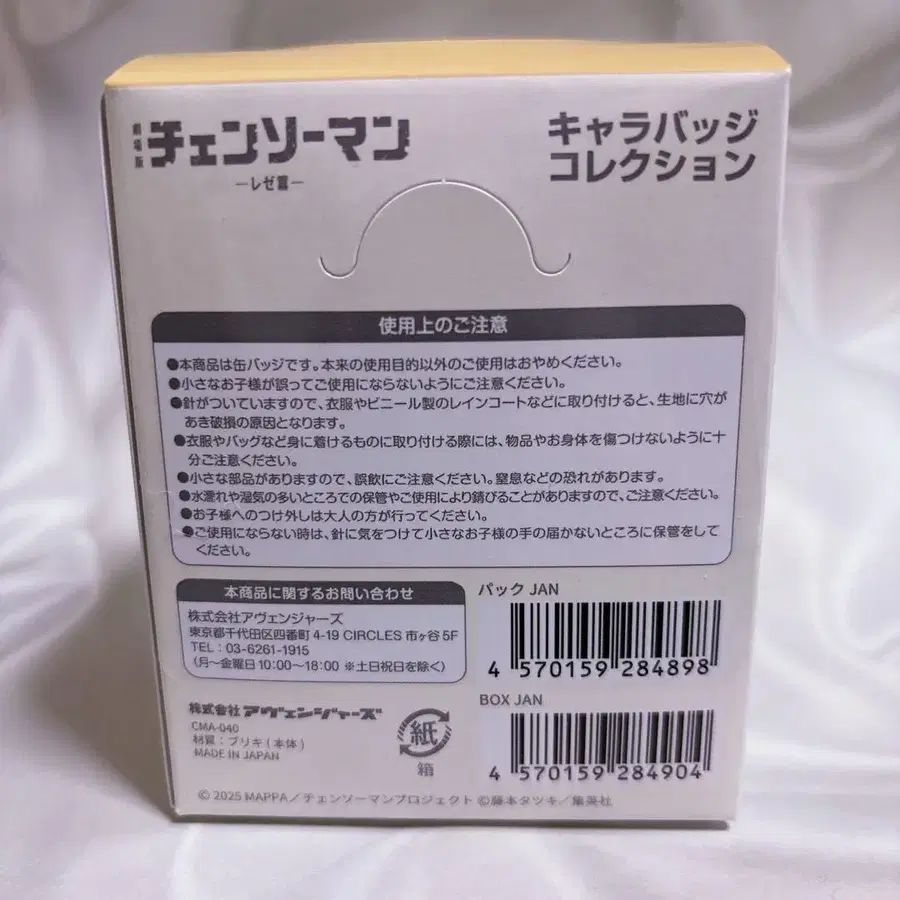 劇場版 チェンソーマン
―レゼ篇―
キャラバッジ
コレクション
使用上のご注意
●本商品は缶バッジです。本来の使用目的以外のご使用はおやめください。
●小さなお子様が誤ってご使用にならないようにご注意ください。
●針がついていますので、衣服やビニール製のレインコートなどに取り付けると、生地に穴が
あき破損の原因となります。
●衣服やバッグなど身に着けるものに取り付ける際には、物品やお身体を傷つけないように十
分ご注意ください。
●小さな部品がありますので、誤飲にご注意ください。窒息などの恐れがあります。
●水濡れや湿気の多いところでの保管やご使用により錆びることがありますので、ご注意ください。
●お子様へのつけ外しは大人の方が行ってください。
●ご使用にならない時は、針に気をつけて小さなお子様の手の届かないところに保管をして
ください。
本商品に関するお問い合わせ
株式会社アヴェンジャーズ
東京都千代田区四番町 4-19 CIRCLES 市ヶ谷 5F
TEL : 03-6261-1915
(月～金曜日 10:00～18:00 ※土日祝日を除く)
パック JAN
4 570159 284898
BOX JAN
4 570159 284904
株式会社 アヴェンジャーズ
CMA-040
材質：ブリキ(本体)
MADE IN JAPAN
紙
箱
© 2025 MAPPA／チェンソーマンプロジェクト ©藤本タツキ／集英社